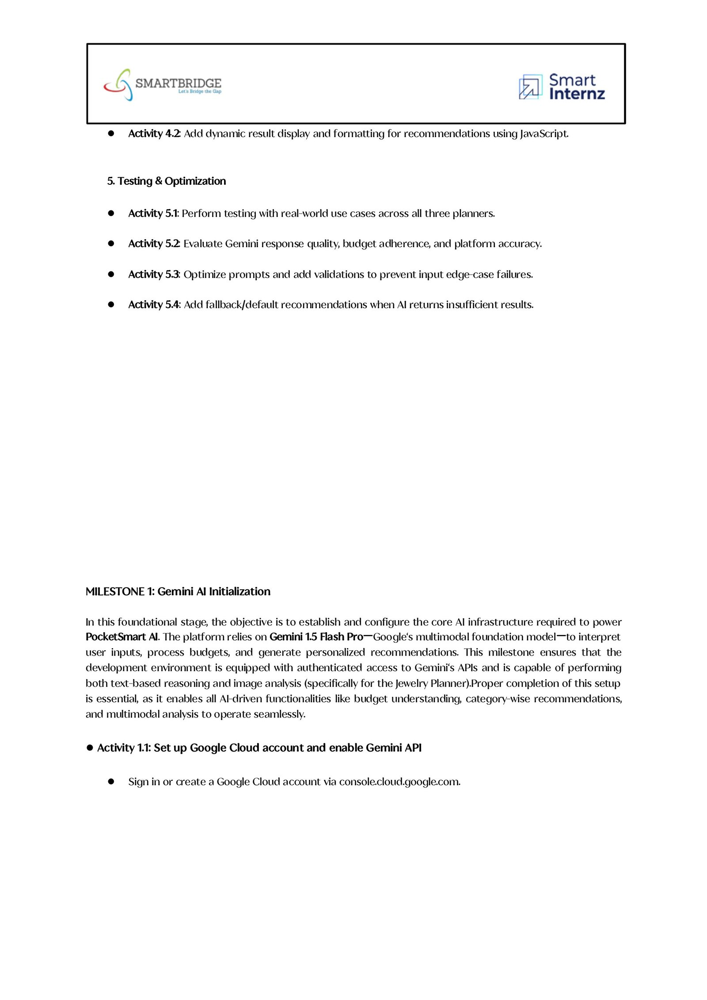 SMARTBRIDGE
Let's Bridge the Gap
Smart
Internz
● Activity 4.2: Add dynamic result display and formatting for recommendations using JavaScript.
5. Testing & Optimization
● Activity 5.1: Perform testing with real-world use cases across all three planners.
● Activity 5.2: Evaluate Gemini response quality, budget adherence, and platform accuracy.
● Activity 5.3: Optimize prompts and add validations to prevent input edge-case failures.
● Activity 5.4: Add fallback/default recommendations when AI returns insufficient results.
MILESTONE 1: Gemini AI Initialization
In this foundational stage, the objective is to establish and configure the core AI infrastructure required to power
PocketSmart AI. The platform relies on Gemini 1.5 Flash Pro—Google‘s multimodal foundation model—to interpret
user inputs, process budgets, and generate personalized recommendations. This milestone ensures that the
development environment is equipped with authenticated access to Gemini‘s APIs and is capable of performing
both text-based reasoning and image analysis (specifically for the Jewelry Planner).Proper completion of this setup
is essential, as it enables all AI-driven functionalities like budget understanding, category-wise recommendations,
and multimodal analysis to operate seamlessly.
● Activity 1.1: Set up Google Cloud account and enable Gemini API
● Sign in or create a Google Cloud account via console.cloud.google.com.